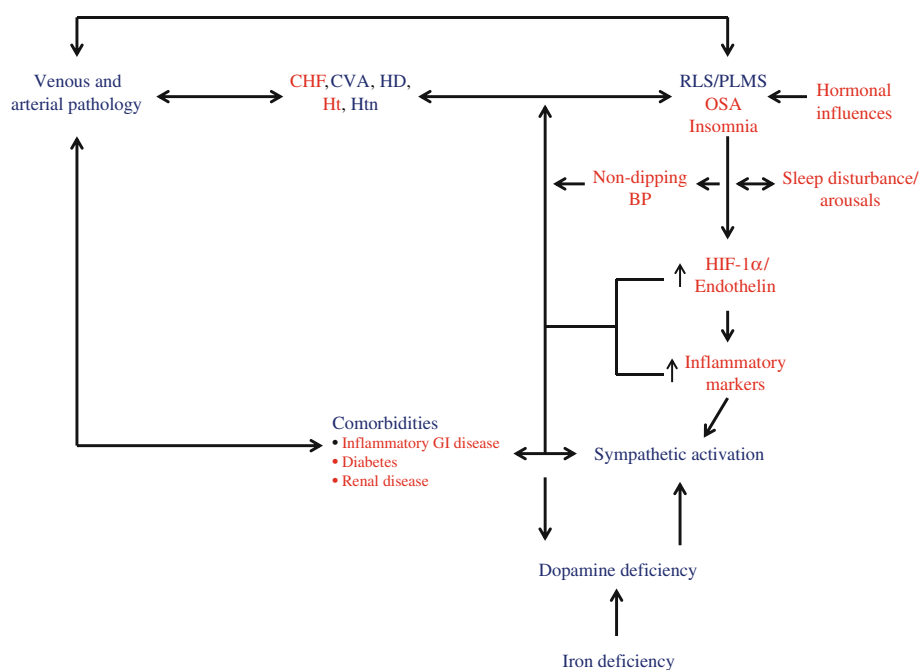 Venous and
arterial pathology
CHF, CVA, HD,
Ht, Htn
RLS/PLMS
OSA
Insomnia
Hormonal
influences
Non-dipping
BP
Sleep disturbance/
arousals
↑ HIF-1α/
Endothelin
↑ Inflammatory
markers
Comorbidities
• Inflammatory GI disease
• Diabetes
• Renal disease
Sympathetic activation
Dopamine deficiency
Iron deficiency